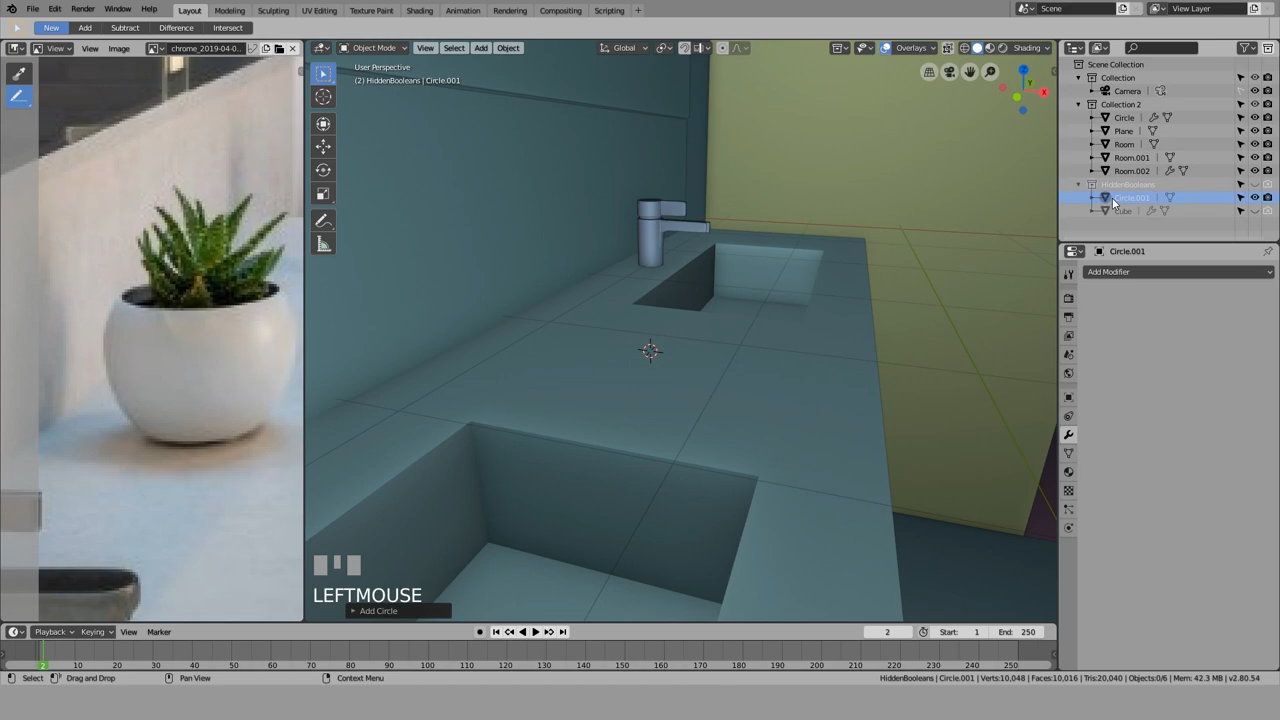 File Edit Render Window Help Layout Modeling Sculpting UV Editing Texture Paint Shading Animation Rendering Compositing Scripting + Scene View Layer
New Add Subtract Difference Intersect
View View Image chrome_2019-04-0... Object Mode View Select Add Object Global Overlays Shading
User Perspective
(2) HiddenBooleans | Circle.001
Z
Y
X
Scene Collection
Collection
Camera
Collection 2
Circle
Plane
Room
Room.001
Room.002
HiddenBooleans
Circle.001
Cube
Circle.001
Add Modifier
LEFTMOUSE
Add Circle
Playback Keying View Marker 2 Start: 1 End: 250
2 10 20 30 40 50 60 70 80 90 100 110 120 130 140 150 160 170 180 190 200 210 220 230 240 250
Select Drag and Drop Pan View Context Menu HiddenBooleans | Circle.001 | Verts:10,048 | Faces:10,016 | Tris:20,040 | Objects:0/6 | Mem: 42.3 MB | v2.80.54